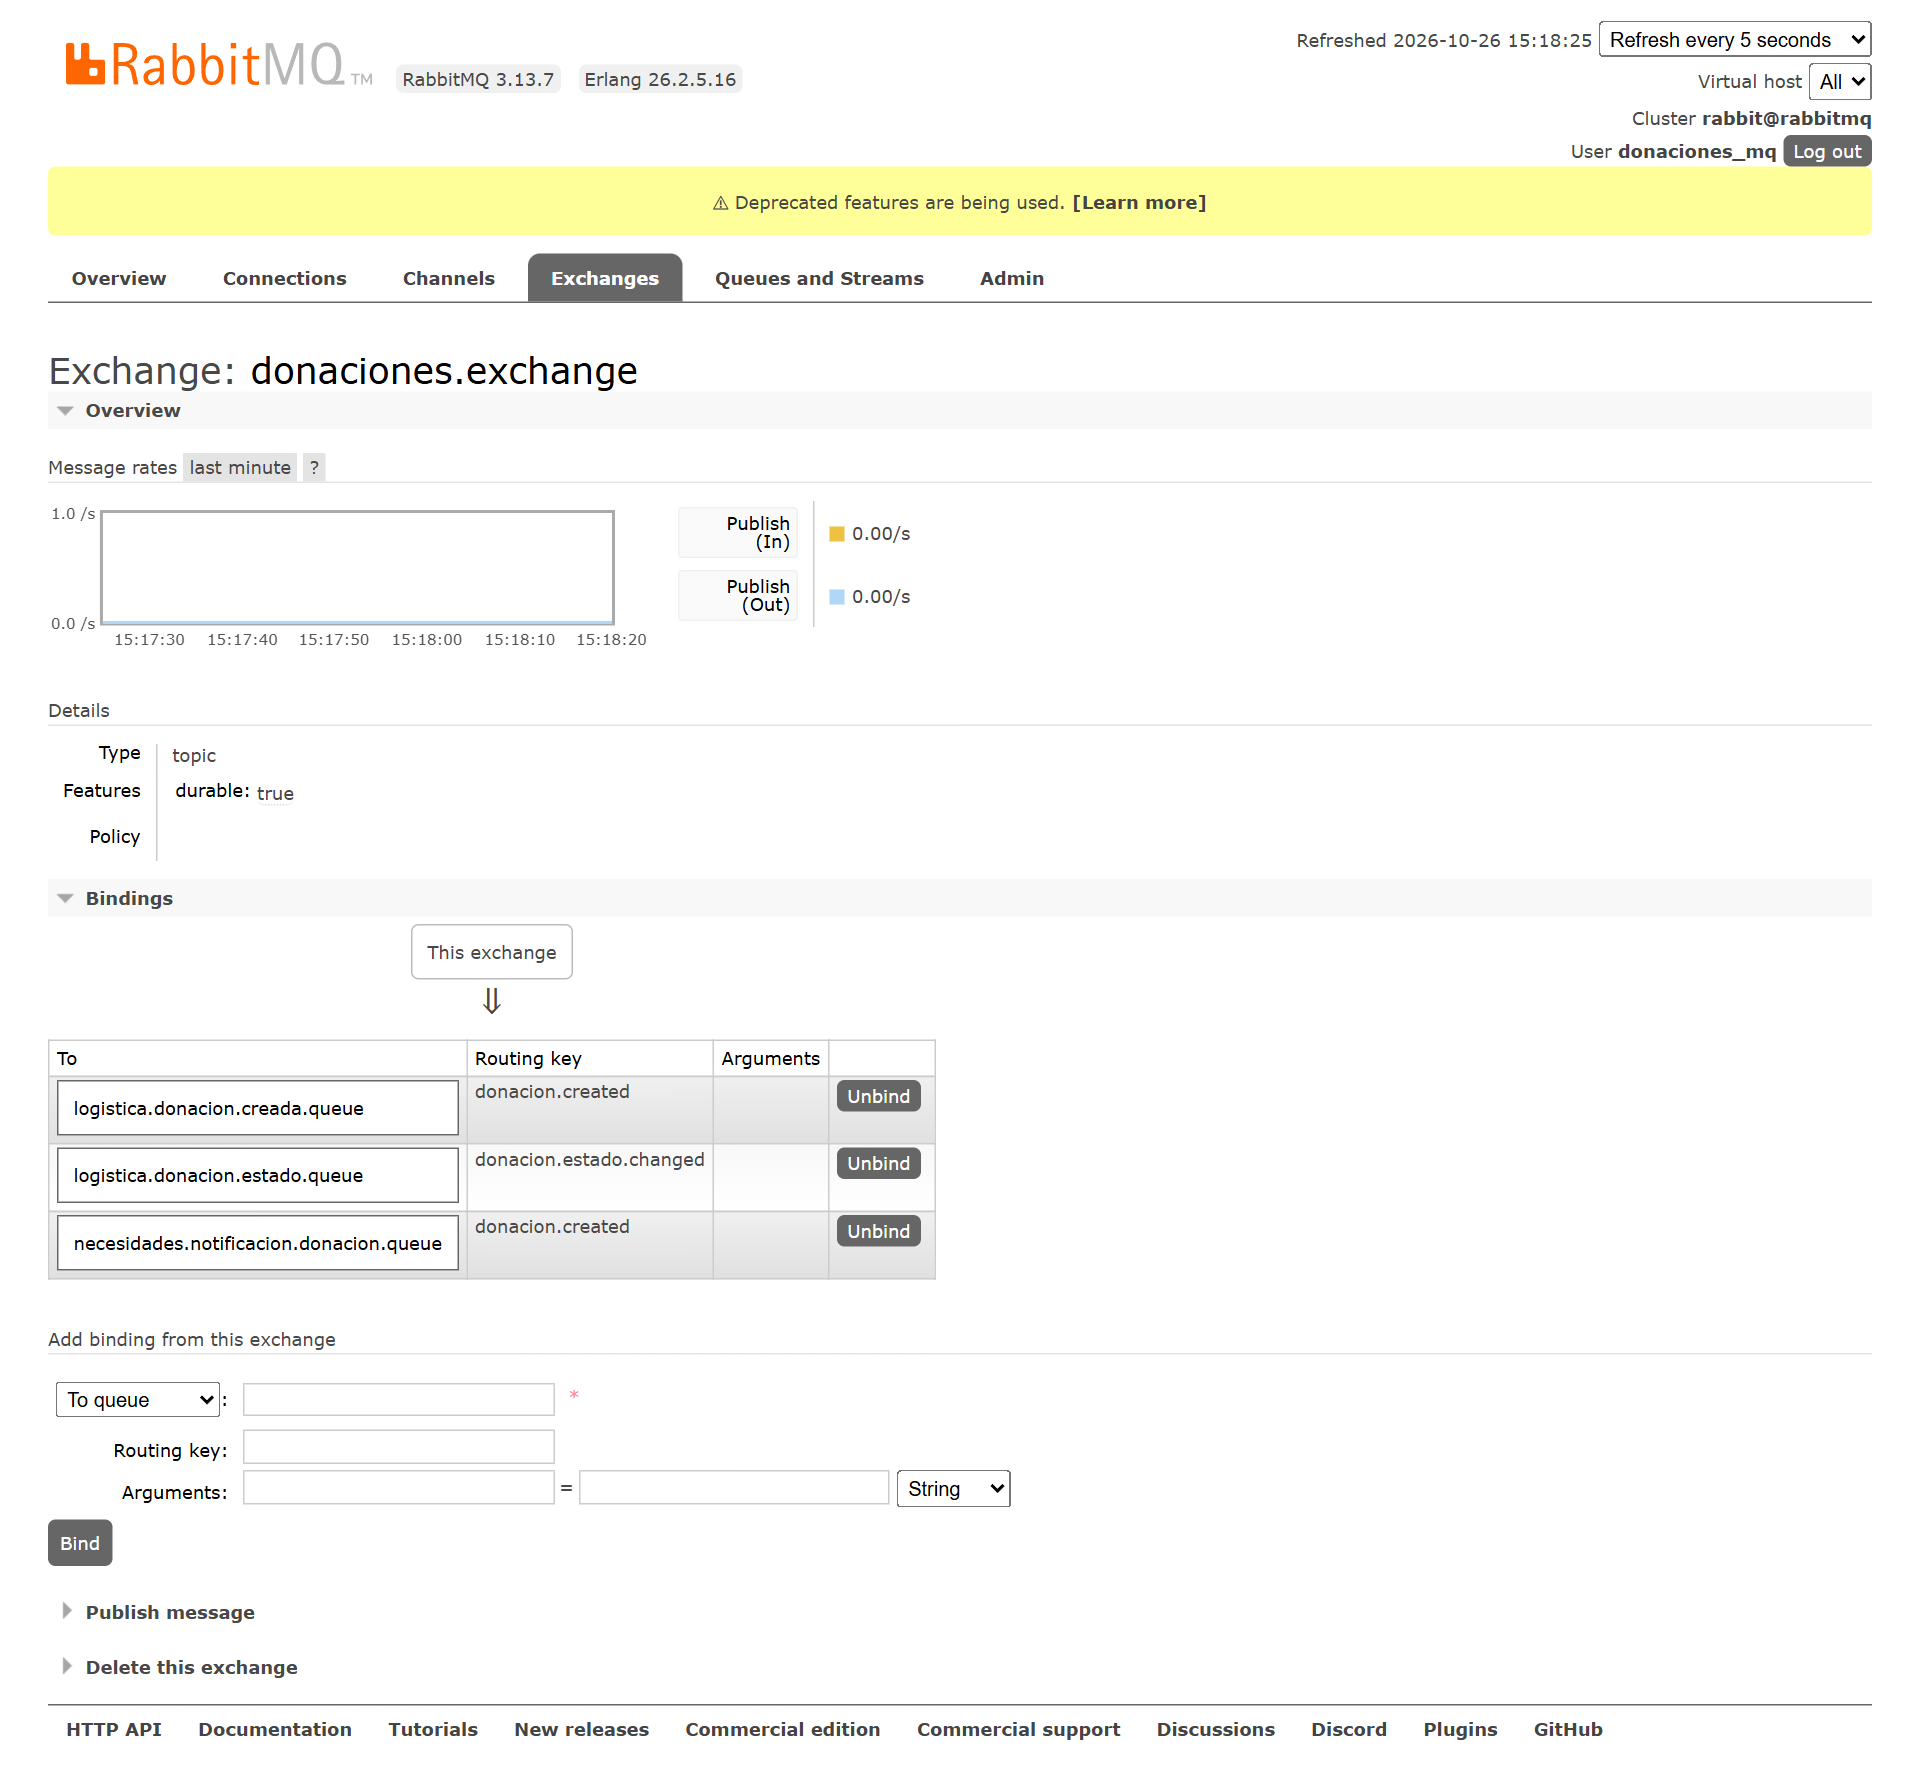 RabbitMQ TM RabbitMQ 3.13.7 Erlang 26.2.5.16
Refreshed 2026-10-26 15:18:25 Refresh every 5 seconds
Virtual host All
Cluster rabbit@rabbitmq
User donaciones_mq Log out
⚠ Deprecated features are being used. [Learn more]
Overview Connections Channels Exchanges Queues and Streams Admin
Exchange: donaciones.exchange
Overview
Message rates last minute ?
1.0 /s
0.0 /s
15:17:30 15:17:40 15:17:50 15:18:00 15:18:10 15:18:20
Publish
(In)
0.00/s
Publish
(Out)
0.00/s
Details
Type topic
Features durable: true
Policy
Bindings
This exchange
⇓
To Routing key Arguments
logistica.donacion.creada.queue donacion.created Unbind
logistica.donacion.estado.queue donacion.estado.changed Unbind
necesidades.notificacion.donacion.queue donacion.created Unbind
Add binding from this exchange
To queue : *
Routing key:
Arguments: = String
Bind
Publish message
Delete this exchange
HTTP API Documentation Tutorials New releases Commercial edition Commercial support Discussions Discord Plugins GitHub